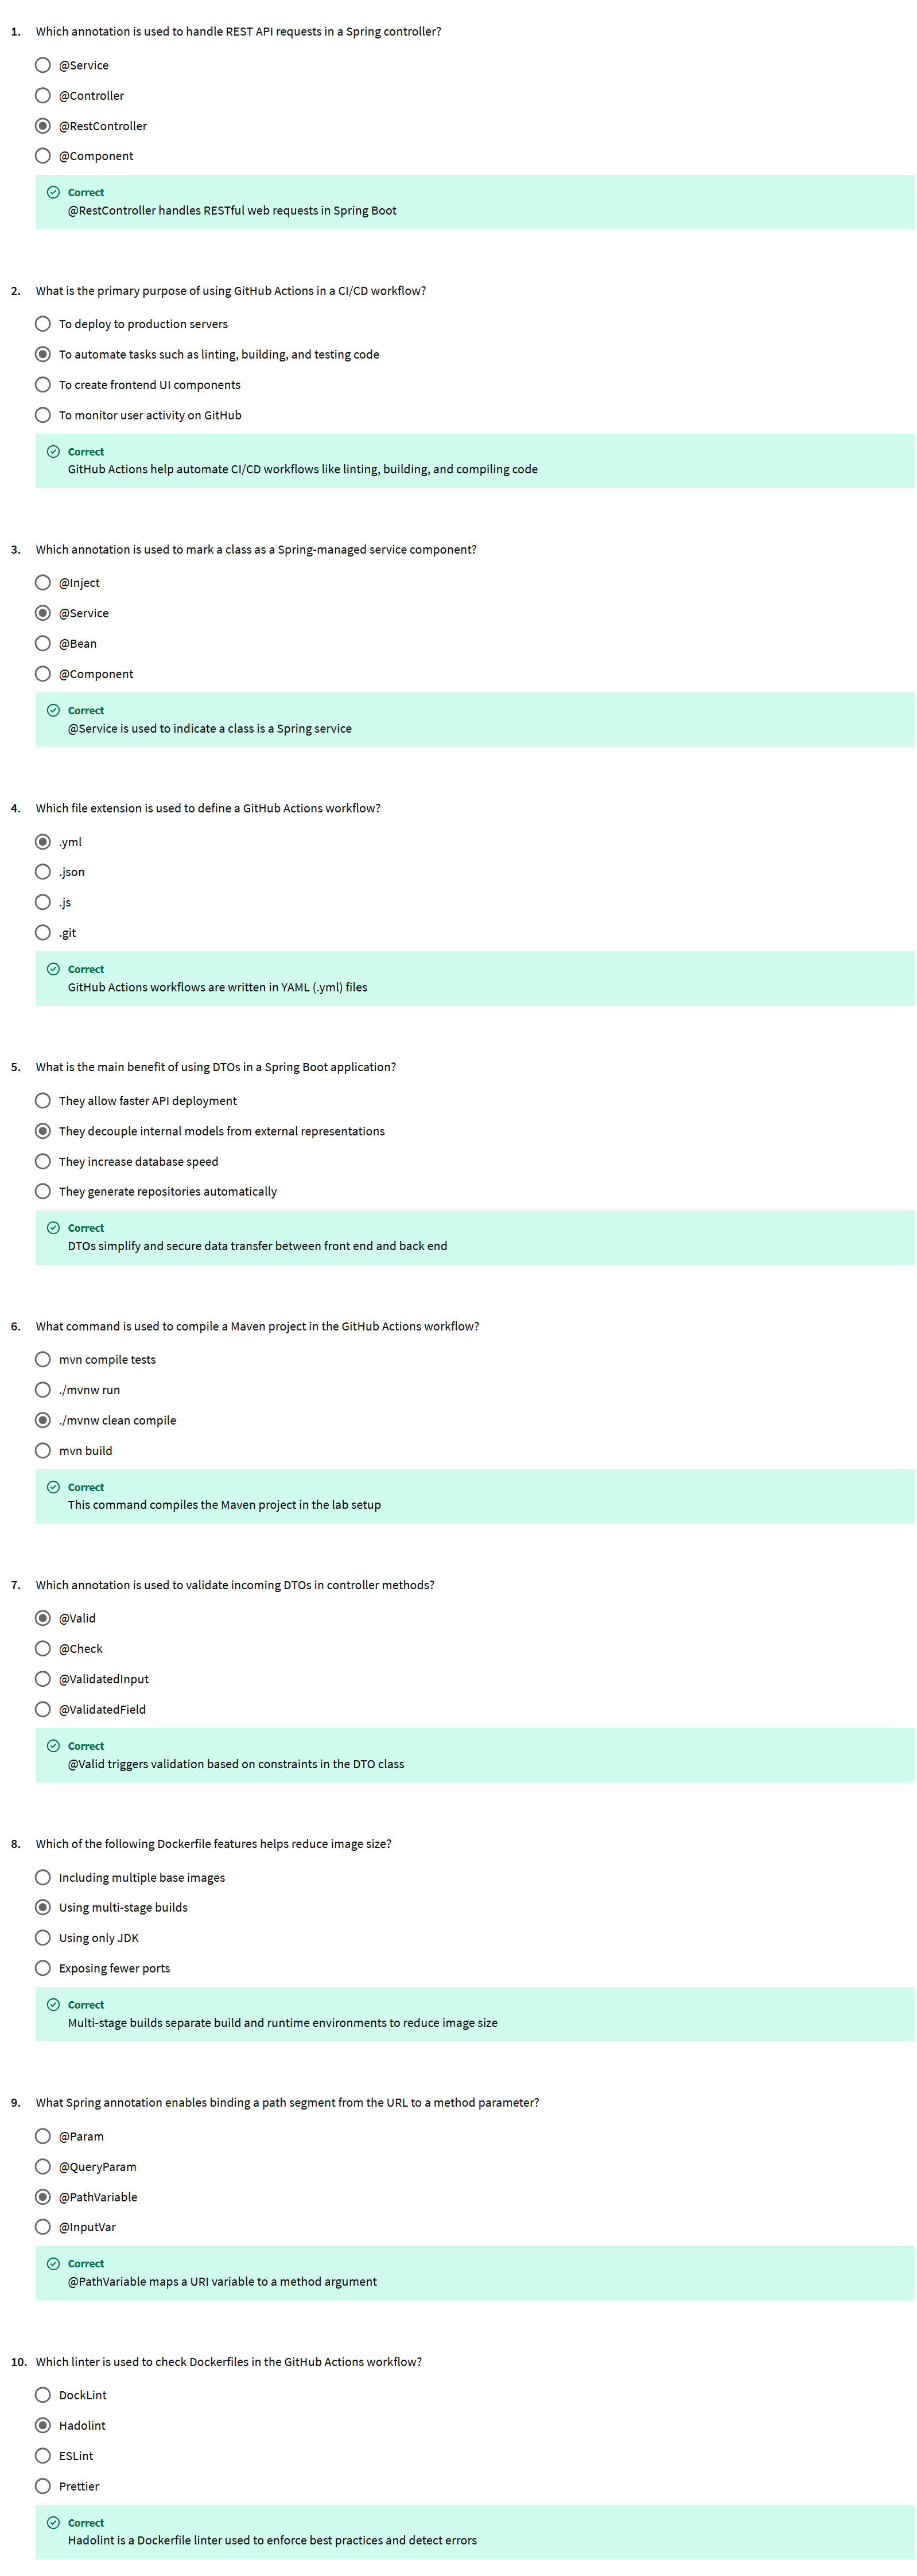 1. Which annotation is used to handle REST API requests in a Spring controller?
@Service
@Controller
@RestController
@Component
Correct
@RestController handles RESTful web requests in Spring Boot
2. What is the primary purpose of using GitHub Actions in a CI/CD workflow?
To deploy to production servers
To automate tasks such as linting, building, and testing code
To create frontend UI components
To monitor user activity on GitHub
Correct
GitHub Actions help automate CI/CD workflows like linting, building, and compiling code
3. Which annotation is used to mark a class as a Spring-managed service component?
@Inject
@Service
@Bean
@Component
Correct
@Service is used to indicate a class is a Spring service
4. Which file extension is used to define a GitHub Actions workflow?
.yml
.json
.js
.git
Correct
GitHub Actions workflows are written in YAML (.yml) files
5. What is the main benefit of using DTOs in a Spring Boot application?
They allow faster API deployment
They decouple internal models from external representations
They increase database speed
They generate repositories automatically
Correct
DTOs simplify and secure data transfer between front end and back end
6. What command is used to compile a Maven project in the GitHub Actions workflow?
mvn compile tests
./mvnw run
./mvnw clean compile
mvn build
Correct
This command compiles the Maven project in the lab setup
7. Which annotation is used to validate incoming DTOs in controller methods?
@Valid
@Check
@ValidatedInput
@ValidatedField
Correct
@Valid triggers validation based on constraints in the DTO class
8. Which of the following Dockerfile features helps reduce image size?
Including multiple base images
Using multi-stage builds
Using only JDK
Exposing fewer ports
Correct
Multi-stage builds separate build and runtime environments to reduce image size
9. What Spring annotation enables binding a path segment from the URL to a method parameter?
@Param
@QueryParam
@PathVariable
@InputVar
Correct
@PathVariable maps a URI variable to a method argument
10. Which linter is used to check Dockerfiles in the GitHub Actions workflow?
DockLint
Hadolint
ESLint
Prettier
Correct
Hadolint is a Dockerfile linter used to enforce best practices and detect errors